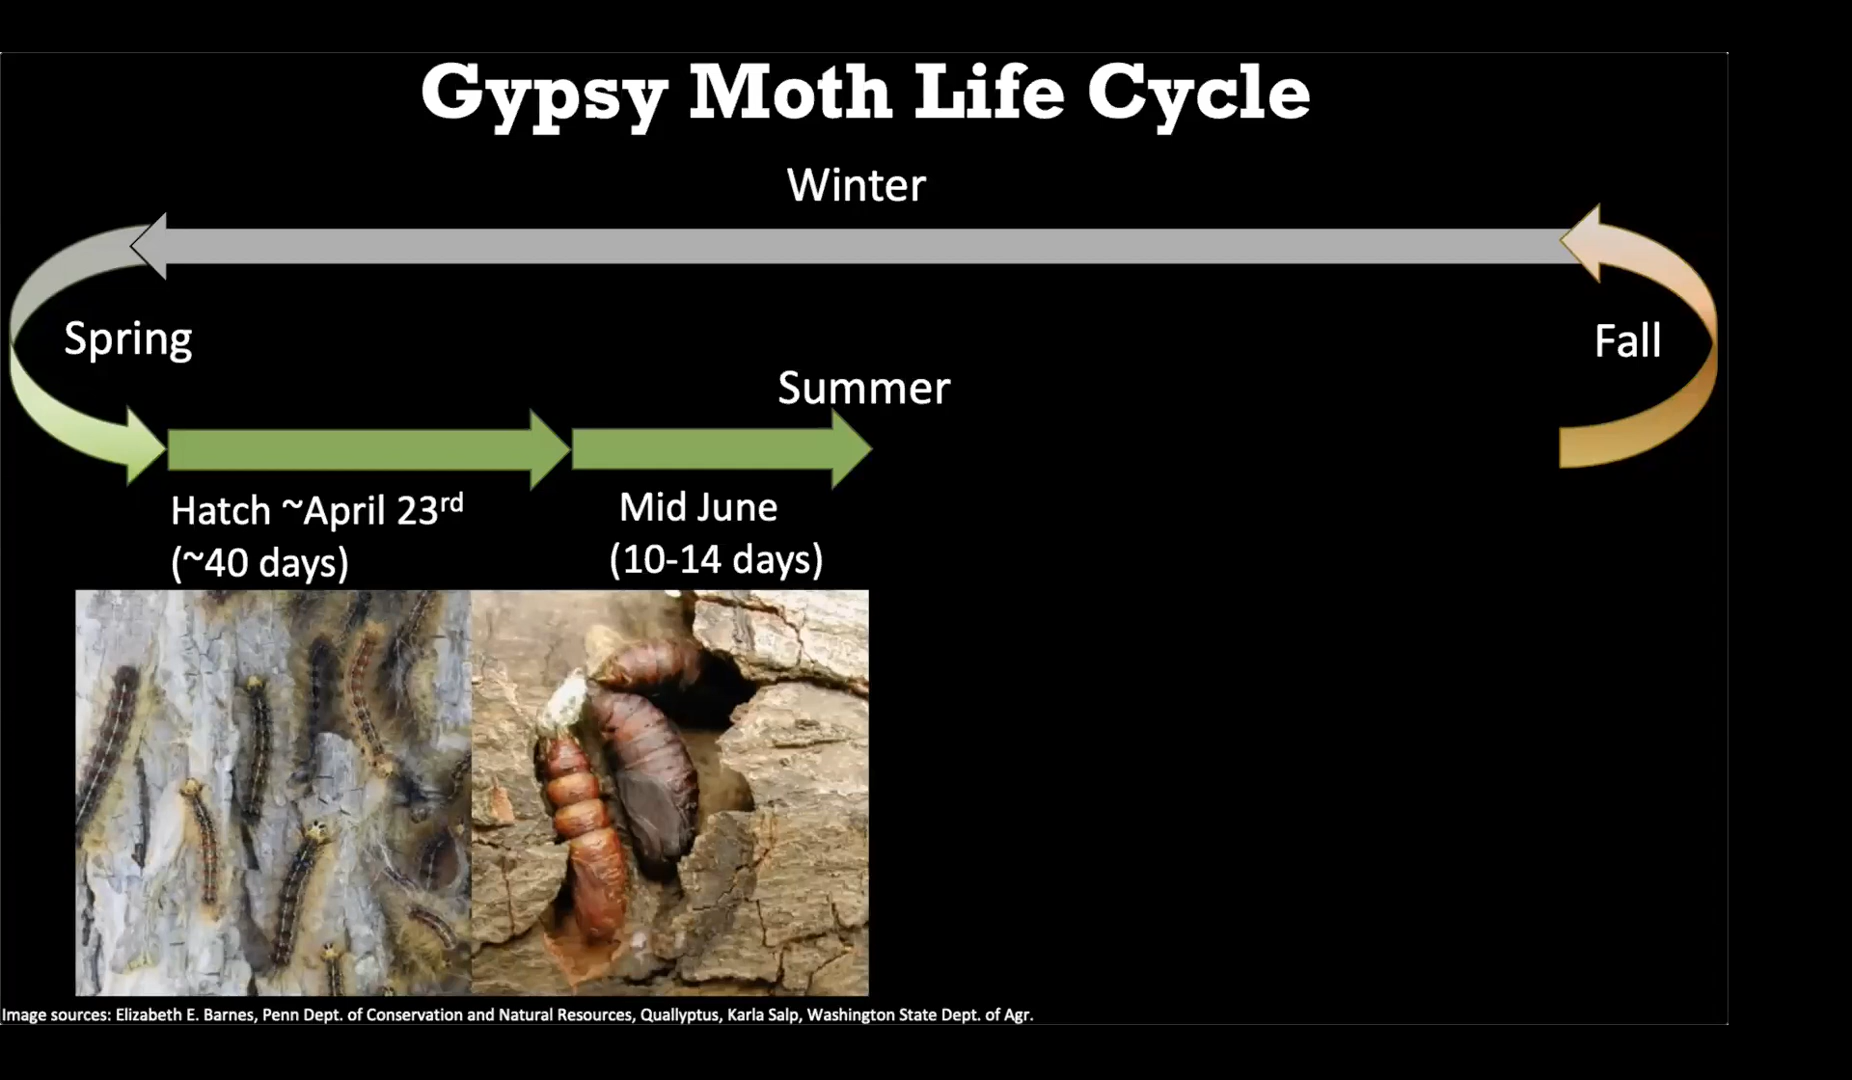 Gypsy Moth Life Cycle
Winter
Spring
Fall
Summer
Hatch ~April 23rd
(~40 days)
Mid June
(10-14 days)
Image sources: Elizabeth E. Barnes, Penn Dept. of Conservation and Natural Resources, Quallyptus, Karla Salp, Washington State Dept. of Agr.